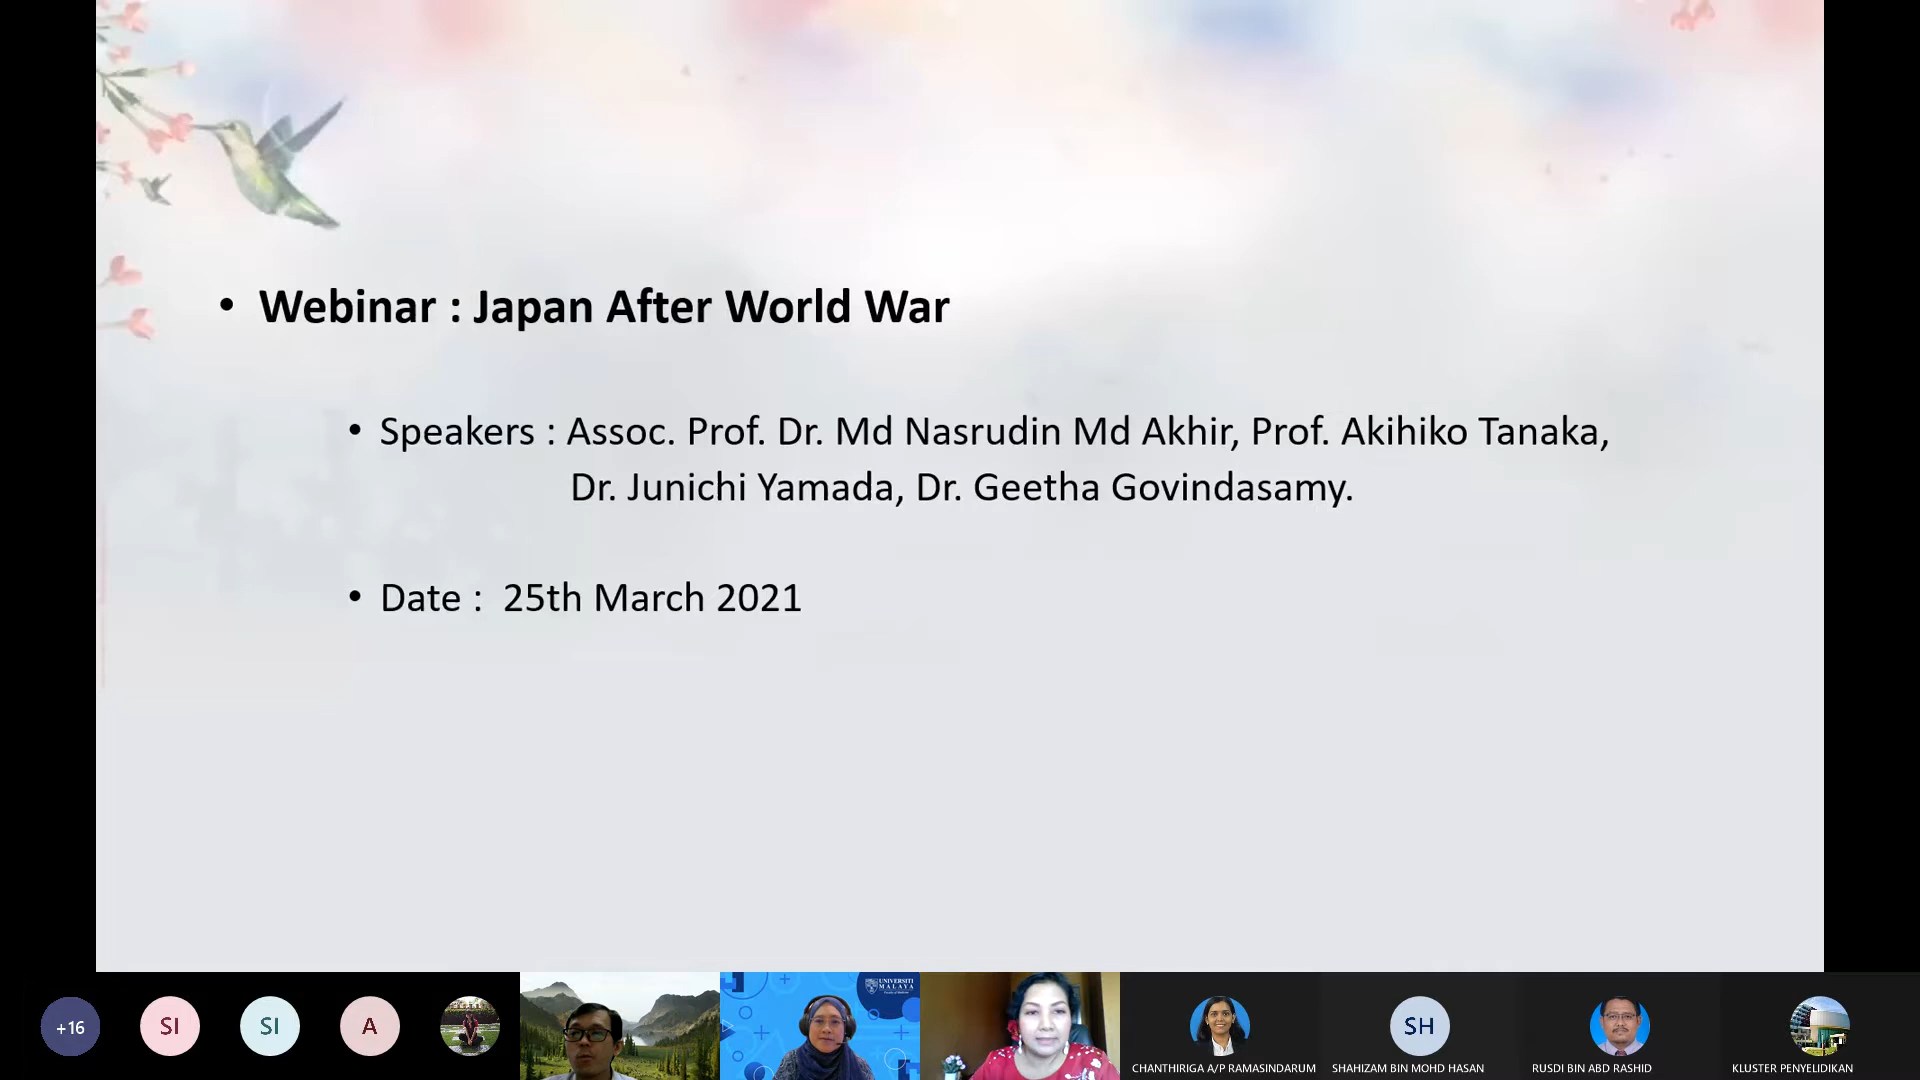 • Webinar : Japan After World War
• Speakers : Assoc. Prof. Dr. Md Nasrudin Md Akhir, Prof. Akihiko Tanaka,
Dr. Junichi Yamada, Dr. Geetha Govindasamy.
• Date : 25th March 2021
UNIVERSITI
MALAYA
+16
SI
SI
A
SH
CHANTHIRIGA A/P RAMASINDARUM
SHAHIZAM BIN MOHD HASAN
RUSDI BIN ABD RASHID
KLUSTER PENYELIDIKAN